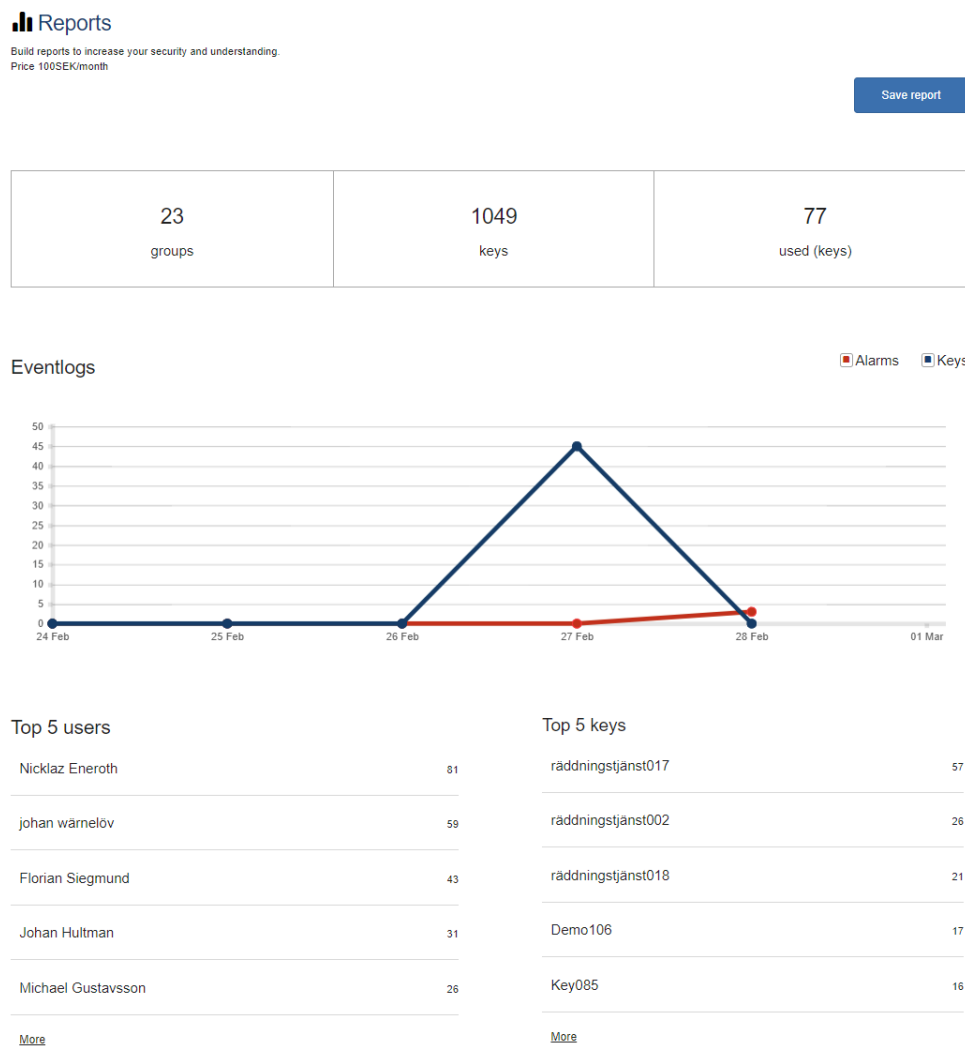 Reports
Build reports to increase your security and understanding.
Price 100SEK/month
Save report
23
groups
1049
keys
77
used (keys)
Eventlogs
Alarms
Keys
50
45
40
35
30
25
20
15
10
5
0
24 Feb
25 Feb
26 Feb
27 Feb
28 Feb
01 Mar
Top 5 users
Nicklaz Eneroth 81
johan wärnelöv 59
Florian Siegmund 43
Johan Hultman 31
Michael Gustavsson 26
More
Top 5 keys
räddningstjänst017 57
räddningstjänst002 26
räddningstjänst018 21
Demo106 17
Key085 16
More